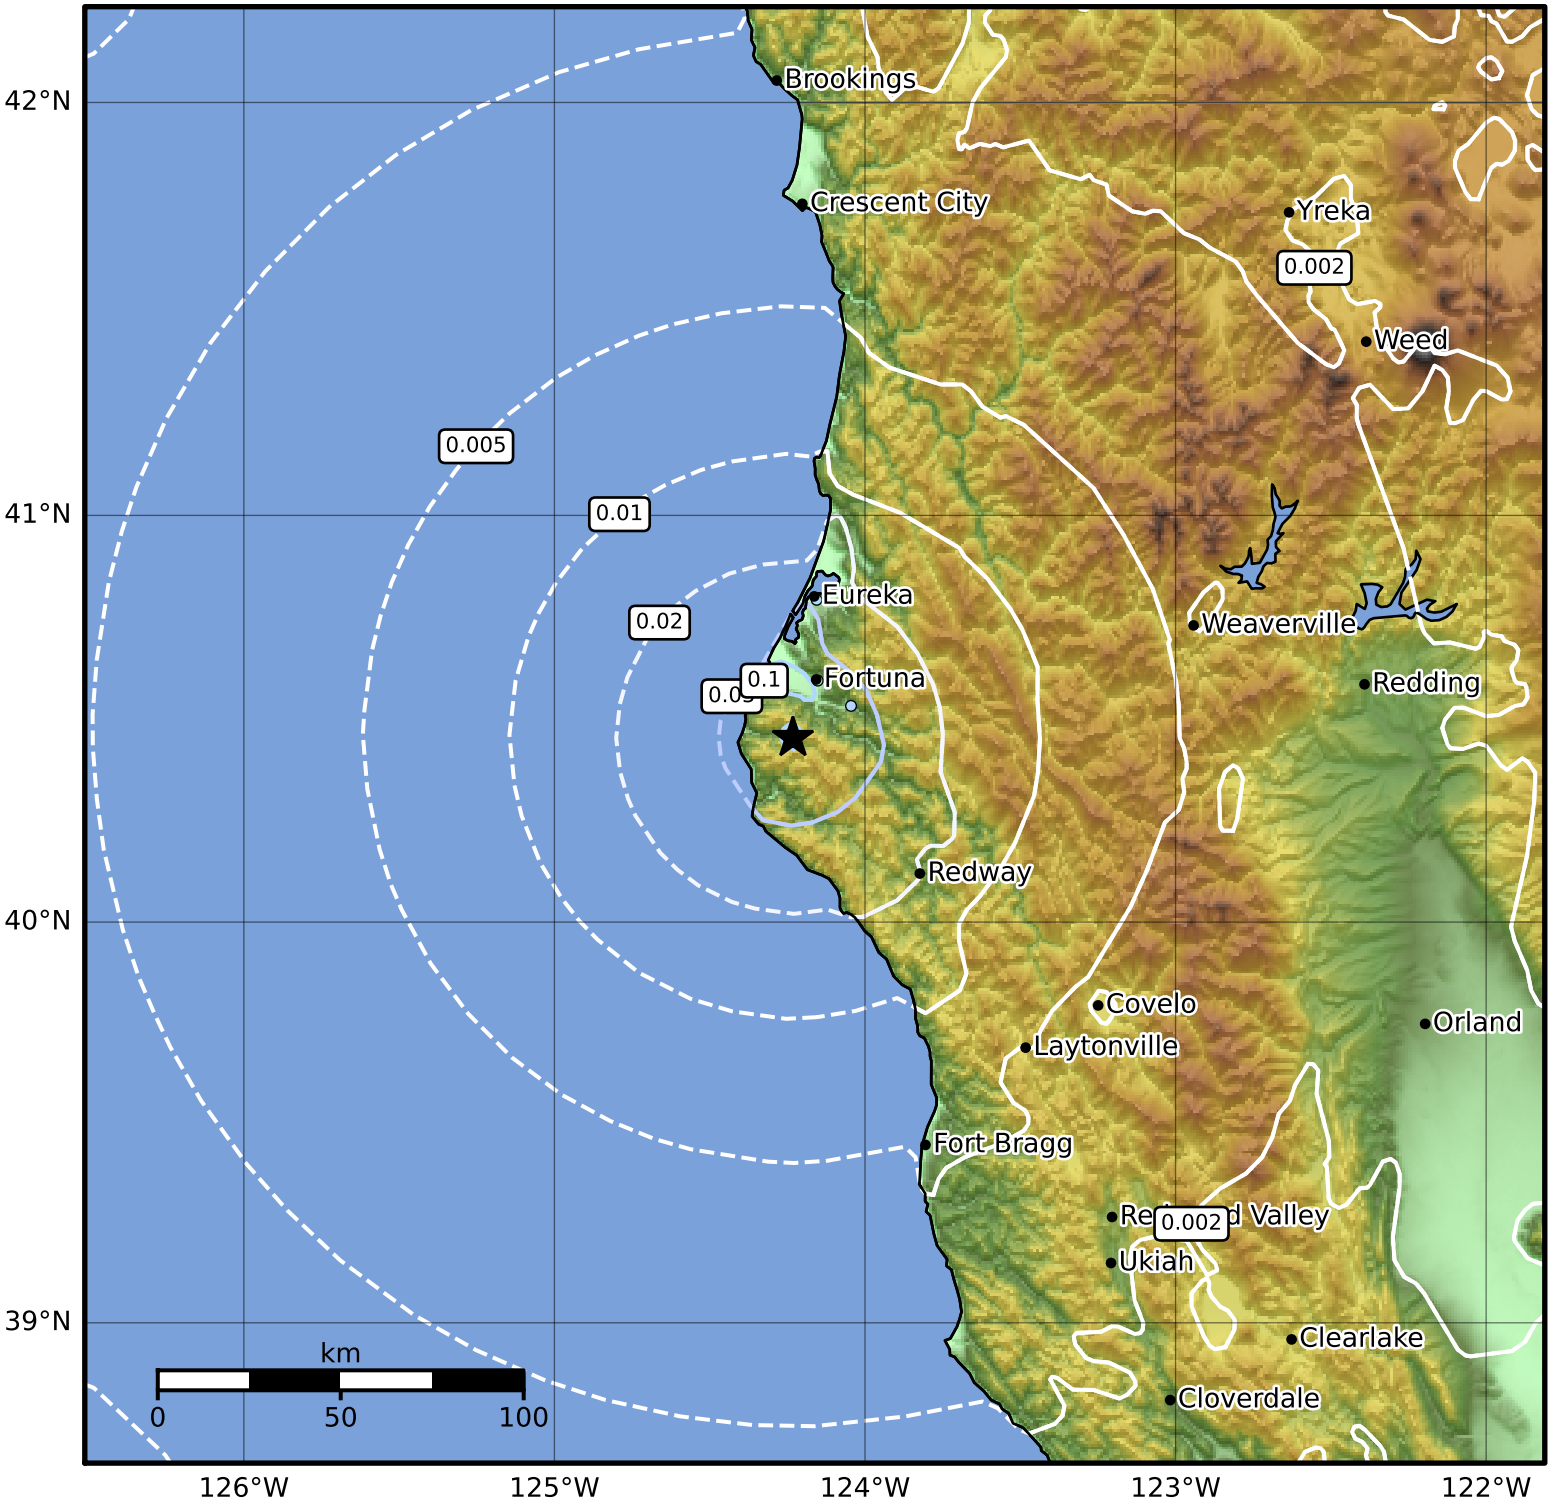 Brookings
42°N
Crescent City
Yreka
0.002
Weed
0.005
0.01
41°N
Eureka
0.02
Weaverville
Fortuna
0.1
Redding
Redway
40°N
Covelo
Orland
Laytonville
Fort Bragg
Valley
0.002
Ukiah
39°N
Clearlake
km
Cloverdale
0 50 100
126°W 125°W 124°W 123°W 122°W